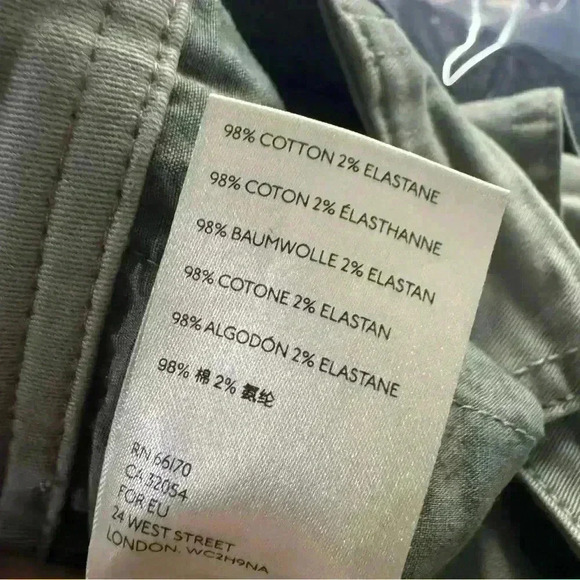 98% COTTON 2% ELASTANE
98% COTON 2% ÉLASTHANNE
98% BAUMWOLLE 2% ELASTAN
98% COTONE 2% ELASTAN
98% ALGODÓN 2% ELASTANE
98% 棉 2% 氨纶
RN 66170
CA 32054
FOR EU
24 WEST STREET
LONDON, WC2H9NA